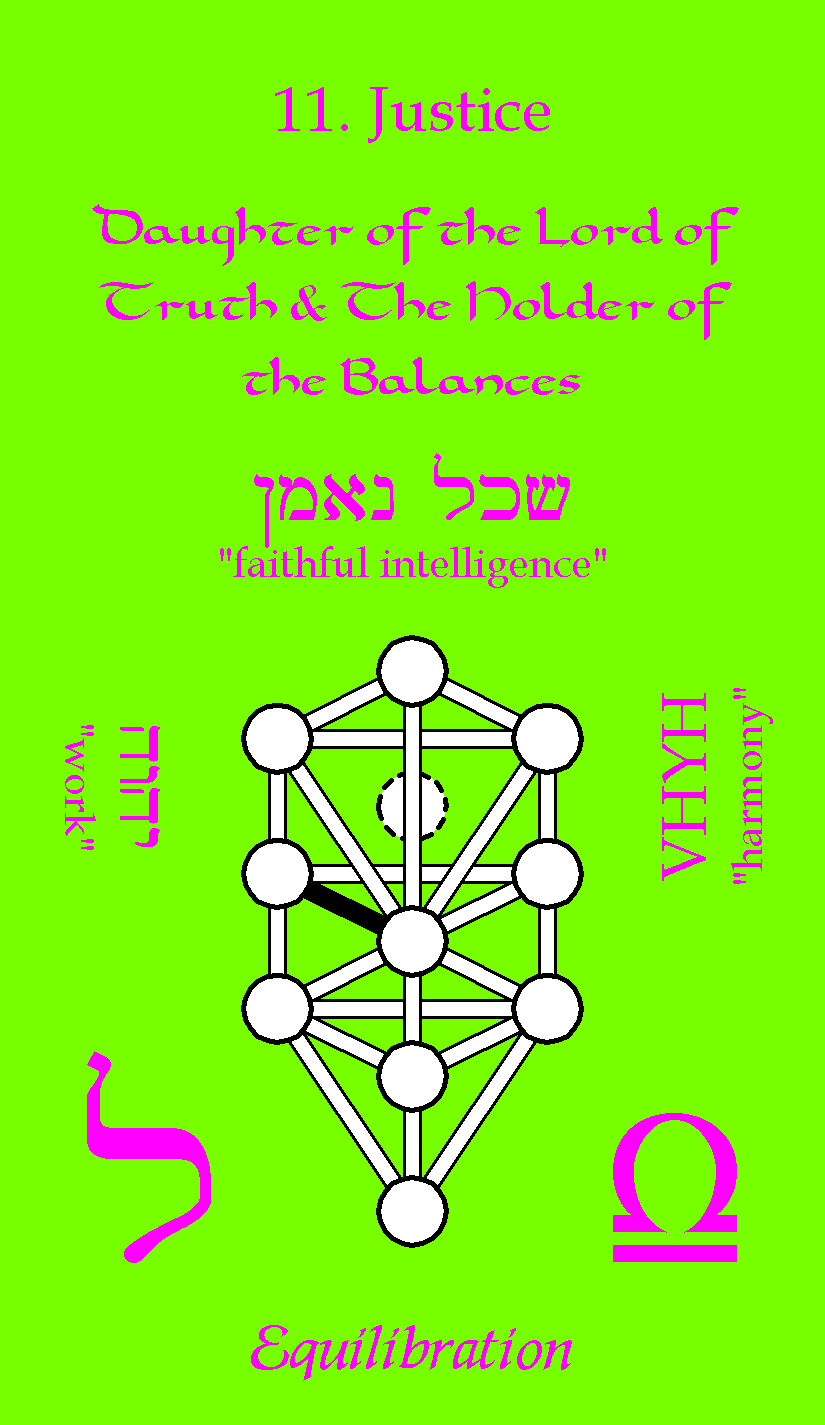 11. Justice
Daughter of the Lord of
Truth & The Holder of
the Balances
שכל נאמן
"faithful intelligence"
יהוה
"work"
VHYH
"harmony"
ל
♎
Equilibration